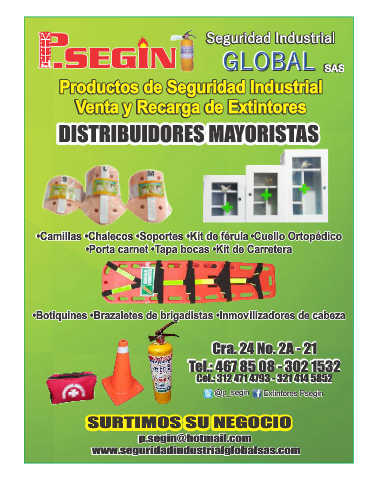 P.SEGIN
Seguridad Industrial
GLOBAL SAS
Productos de Seguridad Industrial
Venta y Recarga de Extintores
DISTRIBUIDORES MAYORISTAS
•Camillas •Chalecos •Soportes •Kit de férula •Cuello Ortopédico
•Porta carnet •Tapa bocas •Kit de Carretera
•Botiquines •Brazaletes de brigadistas •Inmovilizadores de cabeza
Cra. 24 No. 2A - 21
Tel.: 467 85 08 - 302 1532
Cel.: 312 471 4793 - 321 414 5852
@p_segin Extintores Psegin
SURTIMOS SU NEGOCIO
p.segin@hotmail.com
www.seguridadindustrialglobalsas.com